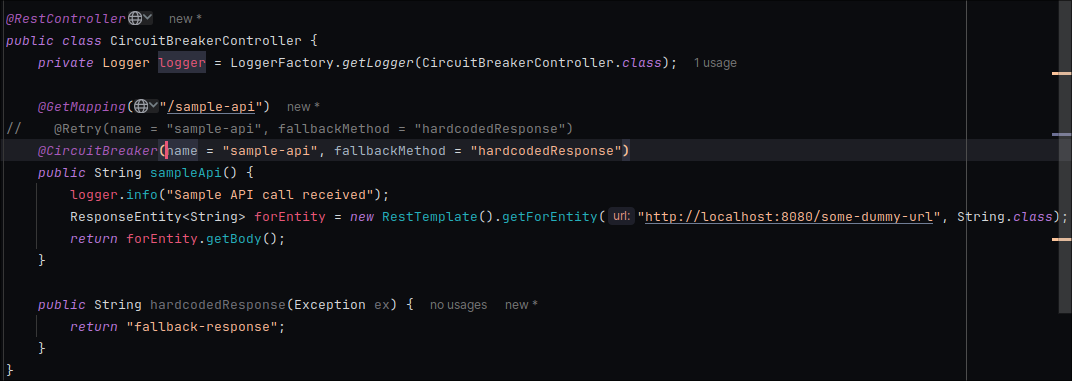 @RestController new *
public class CircuitBreakerController {
    private Logger logger = LoggerFactory.getLogger(CircuitBreakerController.class); 1 usage
    @GetMapping("/sample-api") new *
//    @Retry(name = "sample-api", fallbackMethod = "hardcodedResponse")
    @CircuitBreaker(name = "sample-api", fallbackMethod = "hardcodedResponse")
    public String sampleApi() {
        logger.info("Sample API call received");
        ResponseEntity<String> forEntity = new RestTemplate().getForEntity( url: "http://localhost:8080/some-dummy-url", String.class);
        return forEntity.getBody();
    }
    public String hardcodedResponse(Exception ex) { no usages new *
        return "fallback-response";
    }
}